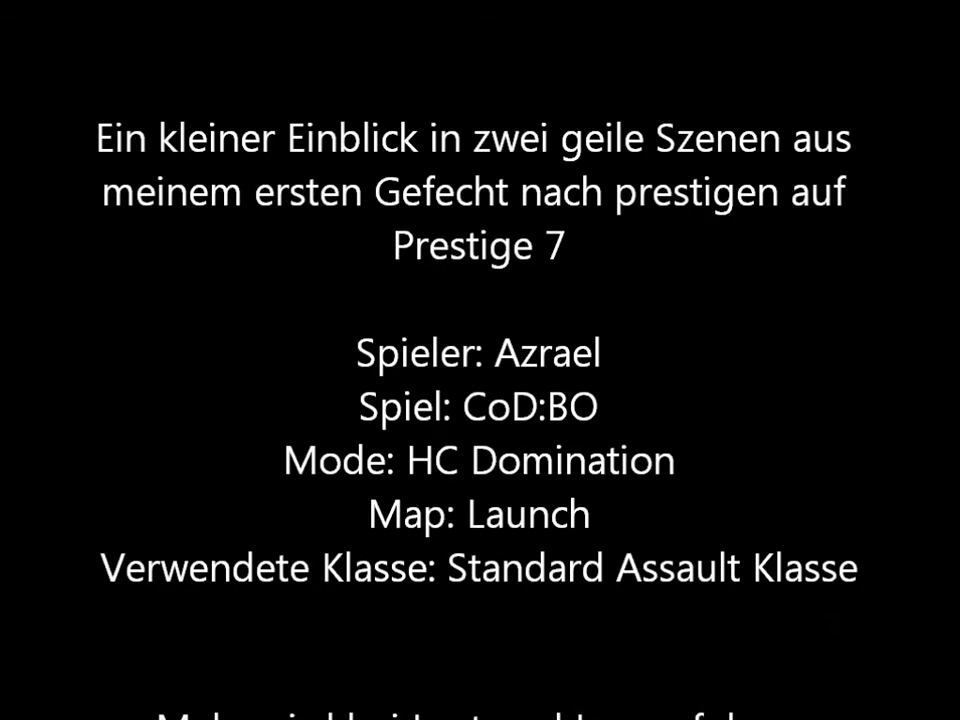 Ein kleiner Einblick in zwei geile Szenen aus
meinem ersten Gefecht nach prestigen auf
Prestige 7
Spieler: Azrael
Spiel: CoD:BO
Mode: HC Domination
Map: Launch
Verwendete Klasse: Standard Assault Klasse